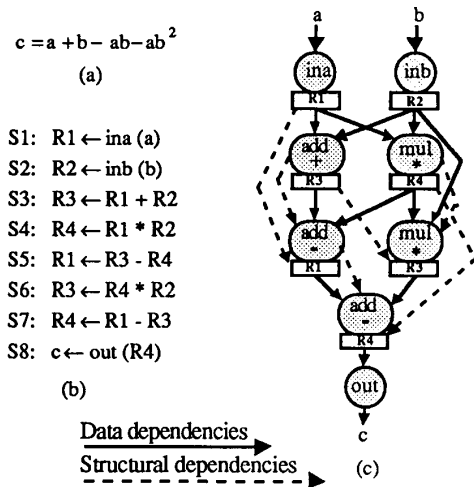 c = a + b - ab - ab²
(a)
S1: R1 ← ina (a)
S2: R2 ← inb (b)
S3: R3 ← R1 + R2
S4: R4 ← R1 * R2
S5: R1 ← R3 - R4
S6: R3 ← R4 * R2
S7: R4 ← R1 - R3
S8: c ← out (R4)
(b)
a b
ina inb
R1 R2
add mul
+ *
R3 R4
add mul
- *
R1 R3
add
-
R4
out
c
(c)
Data dependencies
Structural dependencies